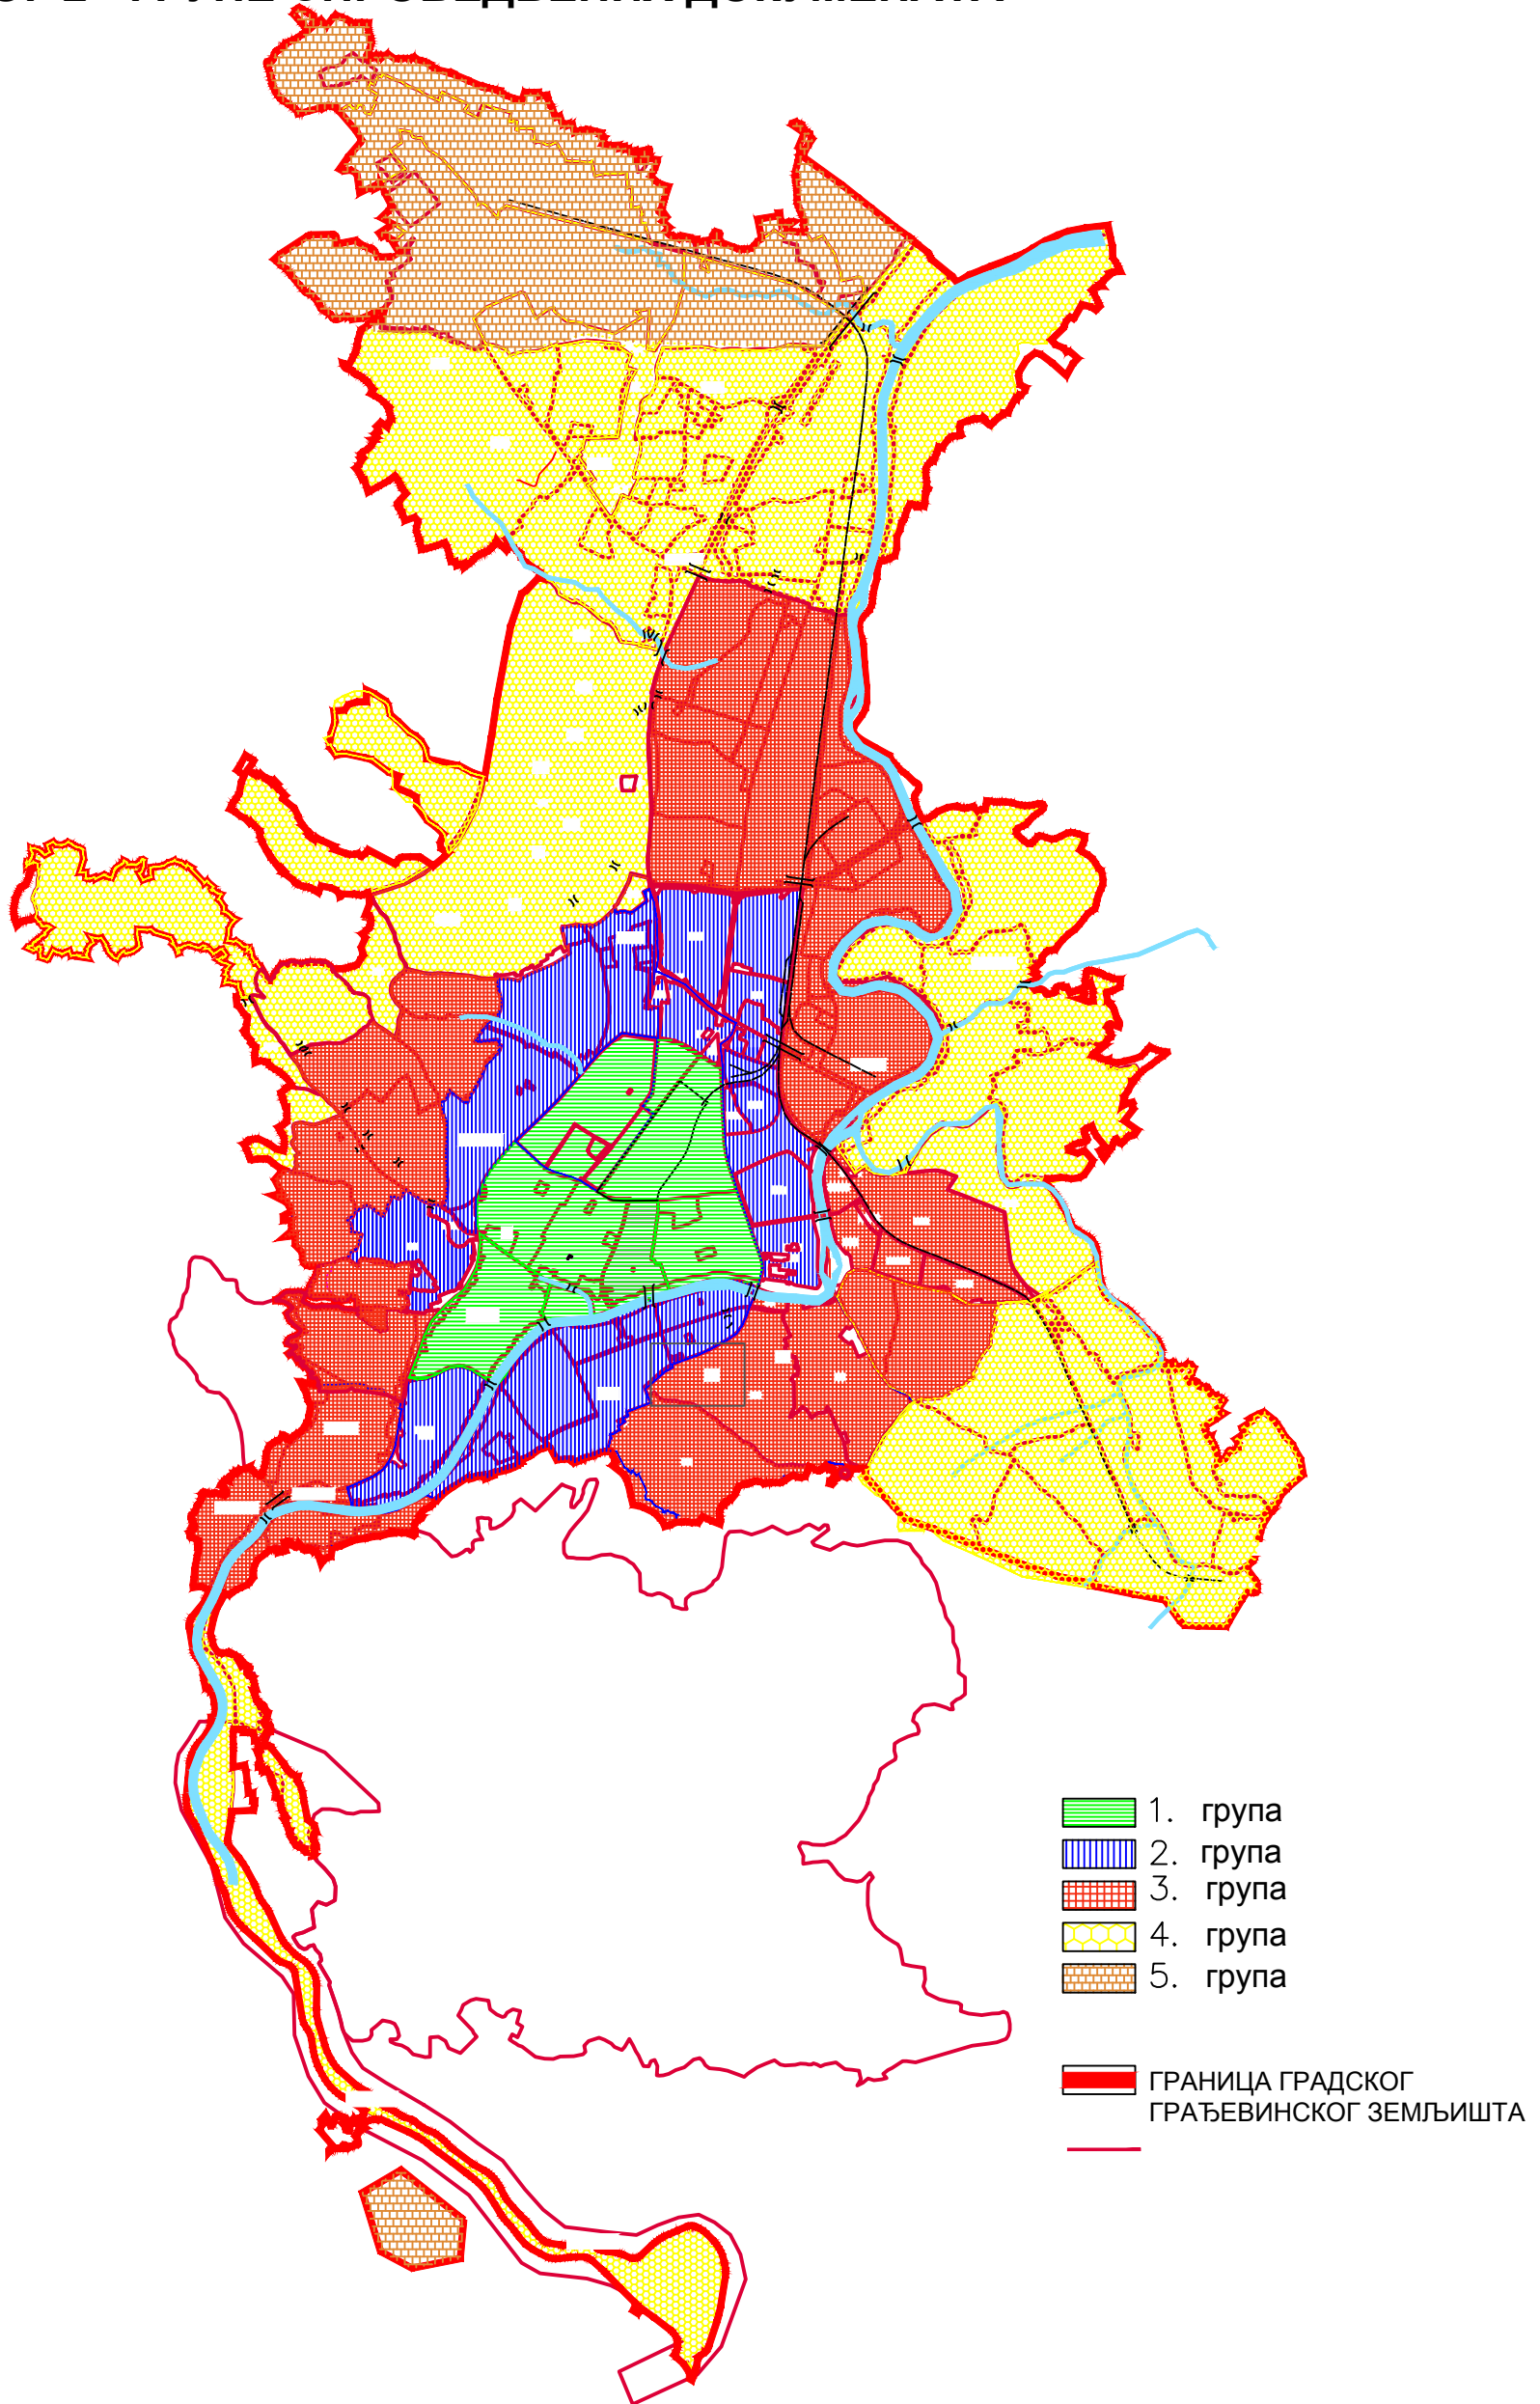 1. група
2. група
3. група
4. група
5. група
ГРАНИЦА ГРАДСКОГ
ГРАЂЕВИНСКОГ ЗЕМЉИШТА